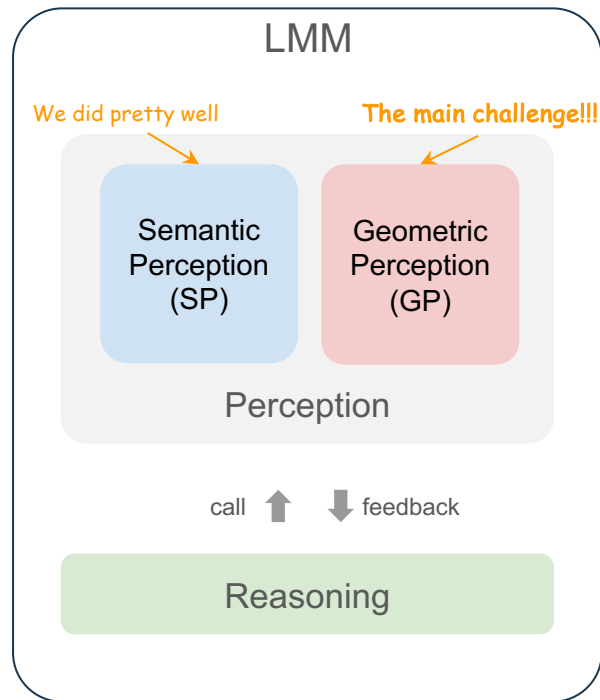 LMM
We did pretty well
The main challenge!!!
Semantic
Perception
(SP)
Geometric
Perception
(GP)
Perception
call
feedback
Reasoning